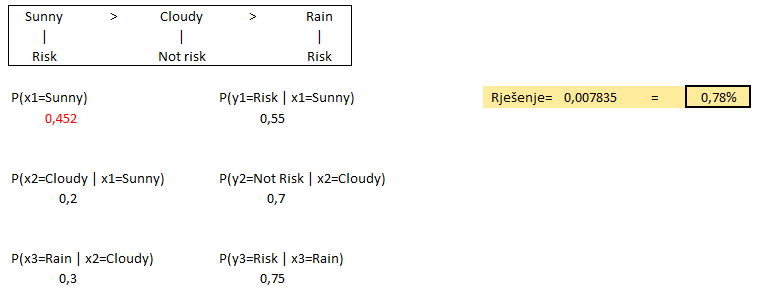 Sunny > Cloudy > Rain
| | |
Risk Not risk Risk
P(x1=Sunny) P(y1=Risk | x1=Sunny) Rješenje= 0,007835 = 0,78%
0,452 0,55
P(x2=Cloudy | x1=Sunny) P(y2=Not Risk | x2=Cloudy)
0,2 0,7
P(x3=Rain | x2=Cloudy) P(y3=Risk | x3=Rain)
0,3 0,75